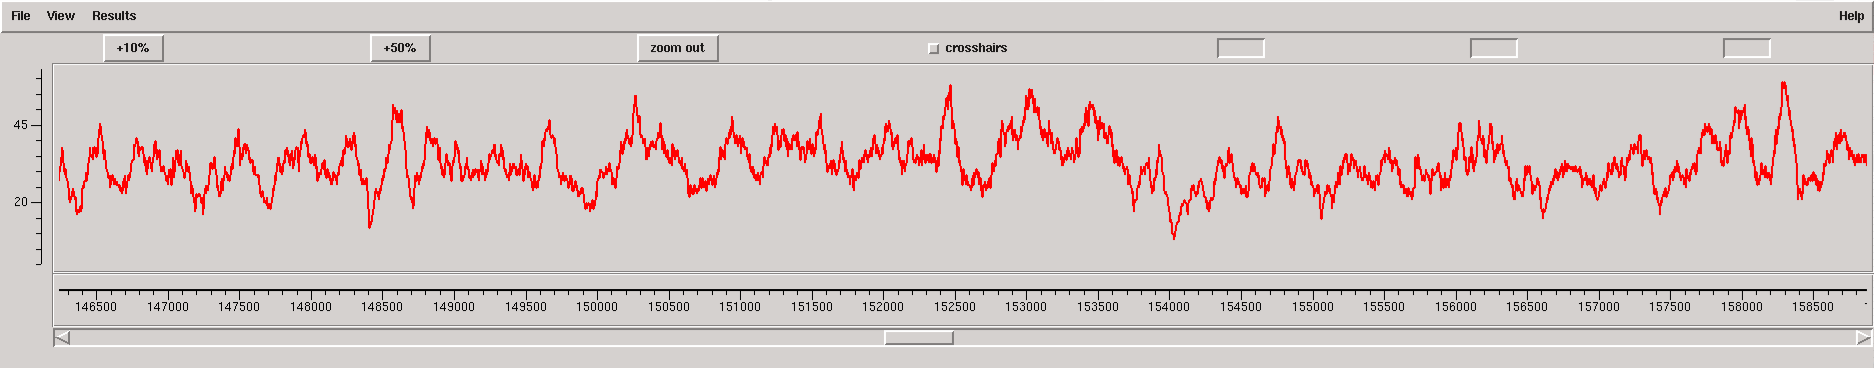 File View Results Help
+10% +50% zoom out crosshairs
45
20
146500 147000 147500 148000 148500 149000 149500 150000 150500 151000 151500 152000 152500 153000 153500 154000 154500 155000 155500 156000 156500 157000 157500 158000 158500